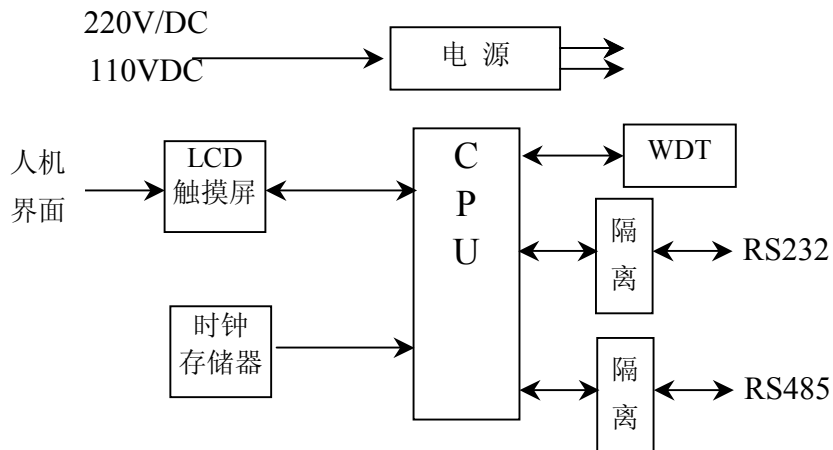 220V/DC
110VDC
电 源
人机
界面
LCD
触摸屏
C
P
U
WDT
隔
离
RS232
时钟
存储器
隔
离
RS485